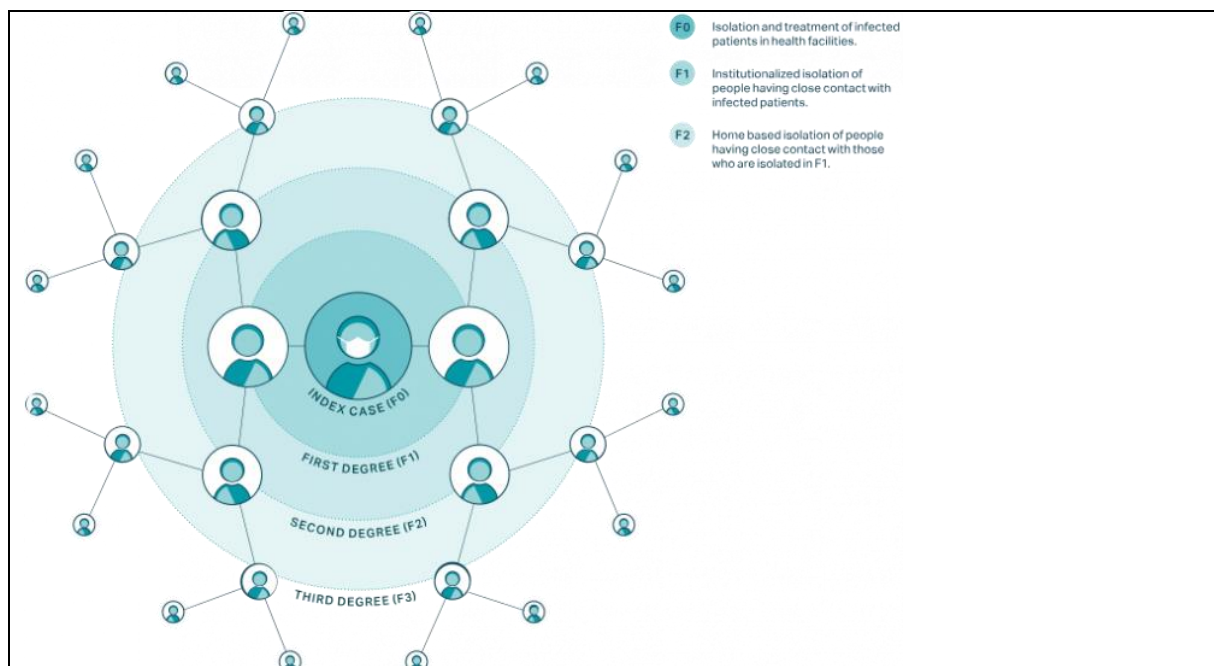 F0
Isolation and treatment of infected
patients in health facilities.
F1
Institutionalized isolation of
people having close contact with
infected patients.
F2
Home based isolation of people
having close contact with those
who are isolated in F1.
INDEX CASE (F0)
FIRST DEGREE (F1)
SECOND DEGREE (F2)
THIRD DEGREE (F3)